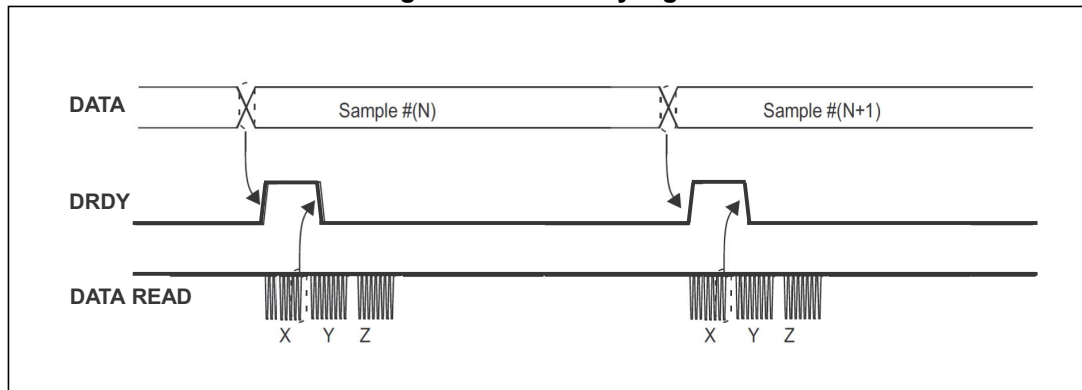 DATA
Sample #(N)
Sample #(N+1)
DRDY
DATA READ
X Y Z
X Y Z